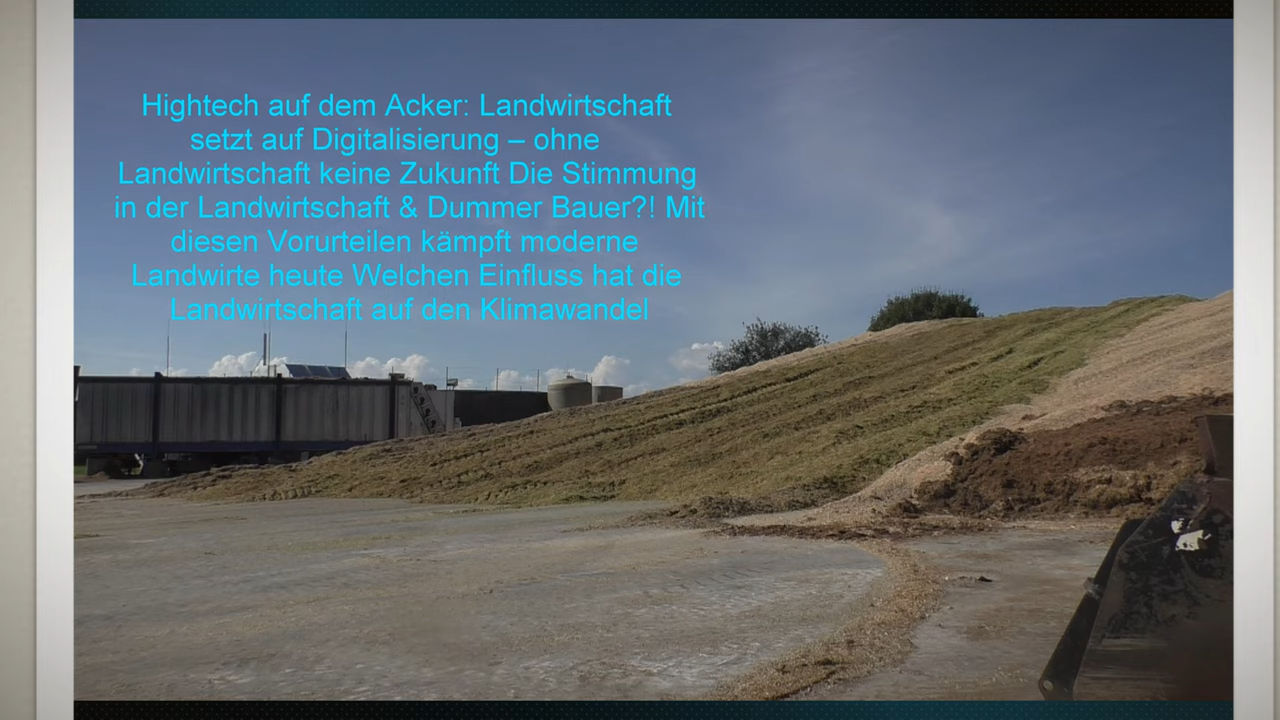 Hightech auf dem Acker: Landwirtschaft
setzt auf Digitalisierung – ohne
Landwirtschaft keine Zukunft Die Stimmung
in der Landwirtschaft & Dummer Bauer?! Mit
diesen Vorurteilen kämpft moderne
Landwirte heute Welchen Einfluss hat die
Landwirtschaft auf den Klimawandel